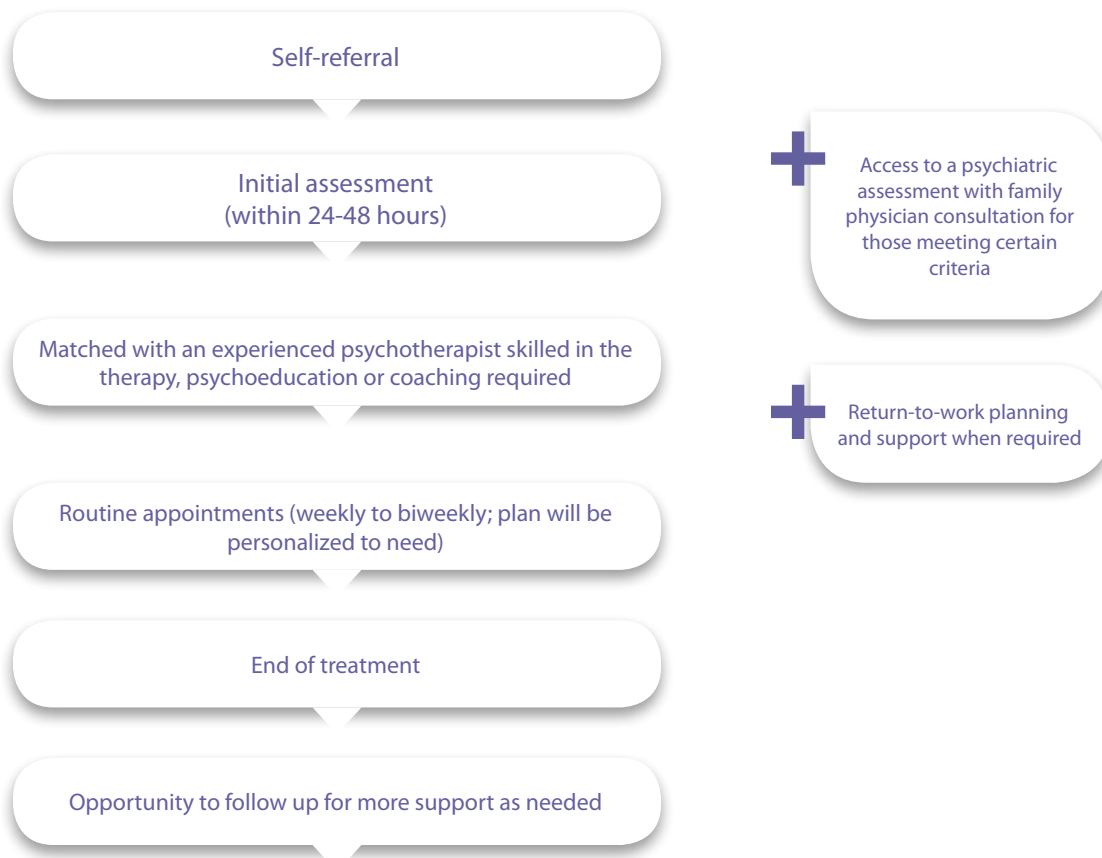 Self-referral
Initial assessment
(within 24-48 hours)
Matched with an experienced psychotherapist skilled in the
therapy, psychoeducation or coaching required
Routine appointments (weekly to biweekly; plan will be
personalized to need)
End of treatment
Opportunity to follow up for more support as needed
Access to a psychiatric
assessment with family
physician consultation for
those meeting certain
criteria
Return-to-work planning
and support when required